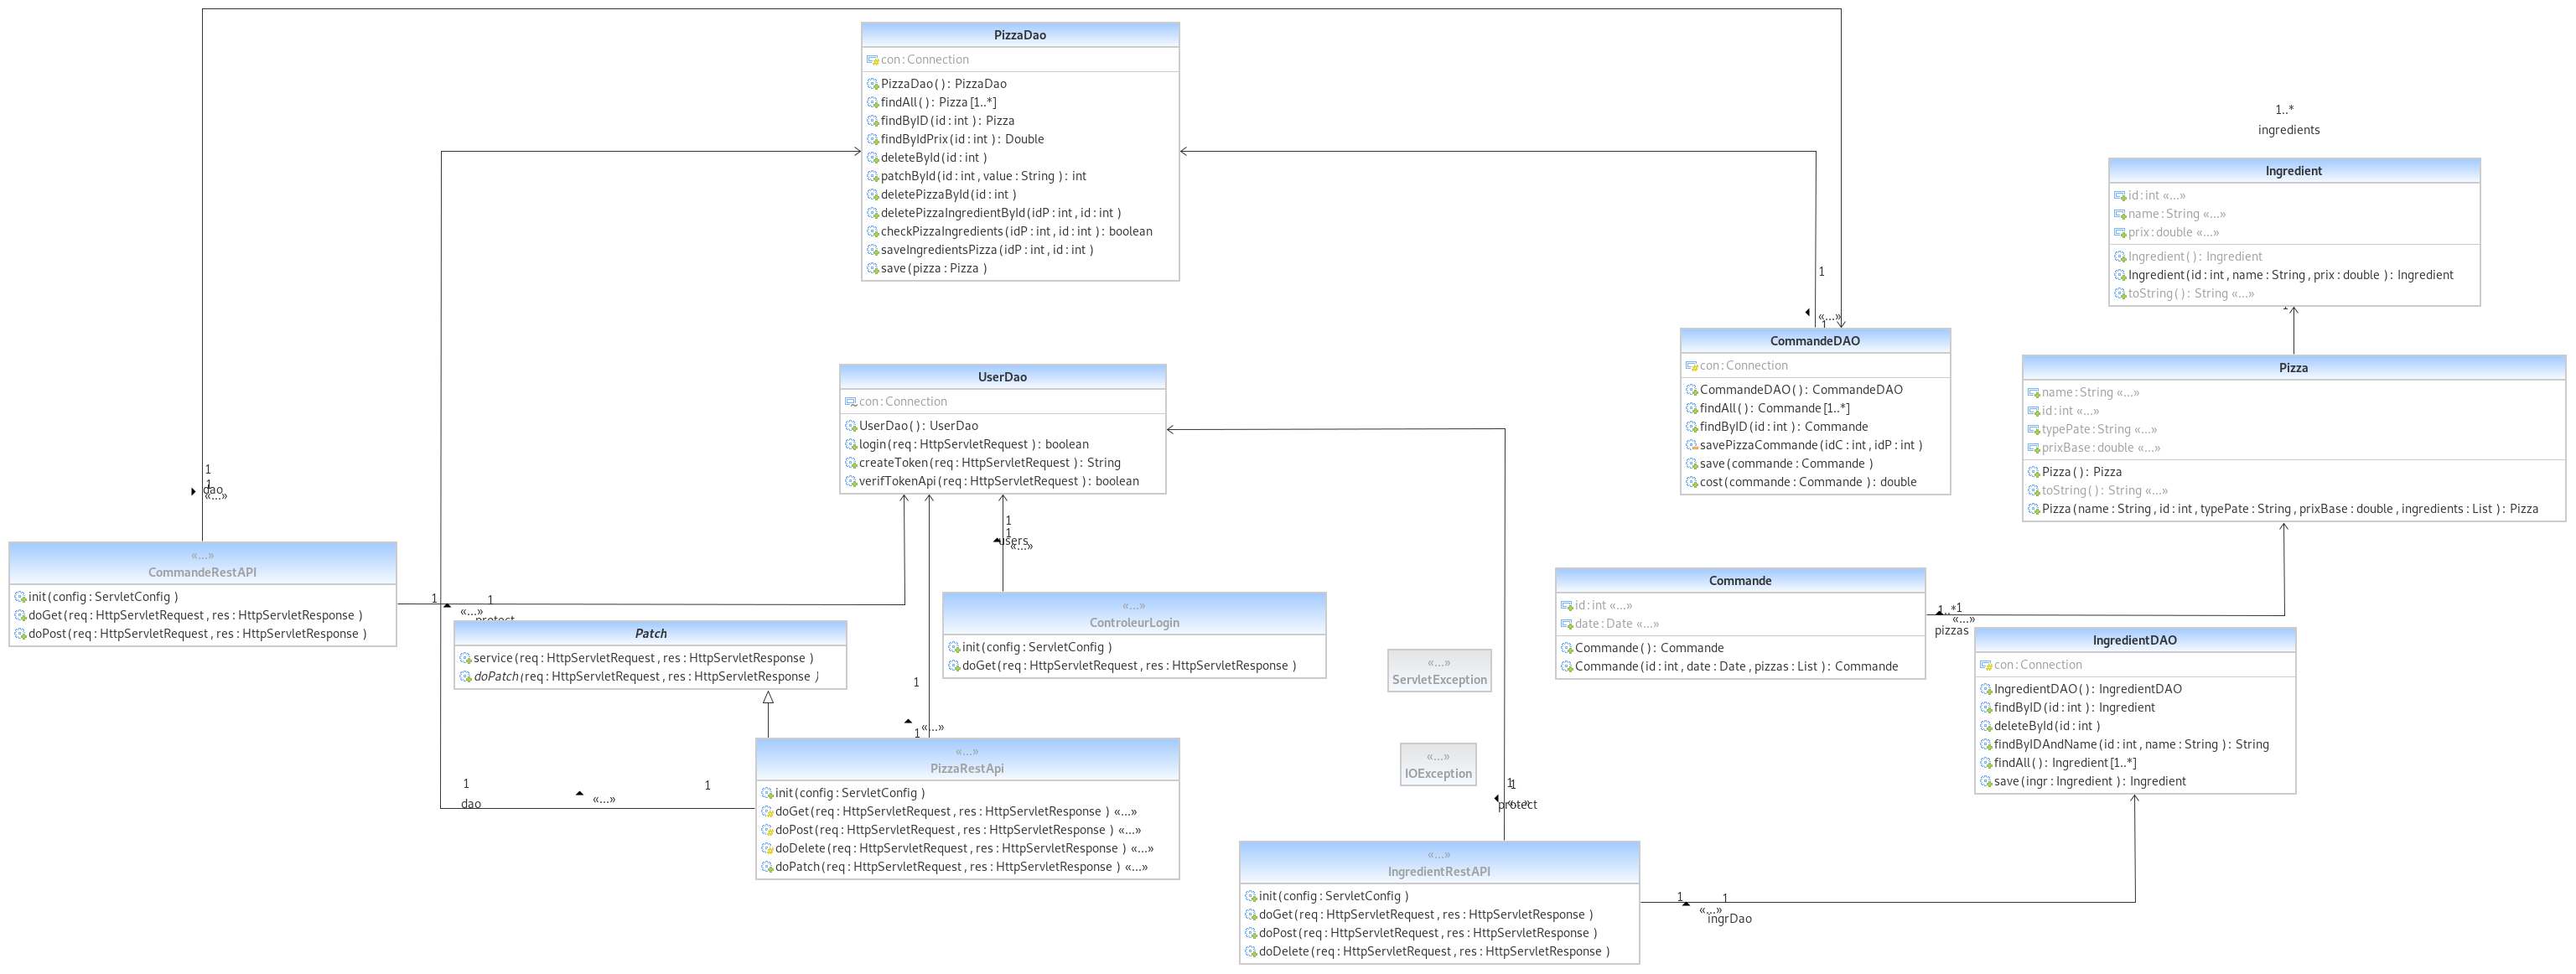 PizzaDao
con : Connection
PizzaDao ( ) : PizzaDao
findAll ( ) : Pizza [1..*]
findByID ( id : int ) : Pizza
findByIdPrix ( id : int ) : Double
deleteById ( id : int )
patchById ( id : int , value : String ) : int
deletePizzaById ( id : int )
deletePizzaIngredientById ( idP : int , id : int )
checkPizzaIngredients ( idP : int , id : int ) : boolean
saveIngredientsPizza ( idP : int , id : int )
save ( pizza : Pizza )
1..*
ingredients
Ingredient
id : int «...»
name : String «...»
prix : double «...»
Ingredient ( ) : Ingredient
Ingredient ( id : int , name : String , prix : double ) : Ingredient
toString ( ) : String «...»
1
1
«...»
1
CommandeDAO
con : Connection
CommandeDAO ( ) : CommandeDAO
findAll ( ) : Commande [1..*]
findByID ( id : int ) : Commande
savePizzaCommande ( idC : int , idP : int )
save ( commande : Commande )
cost ( commande : Commande ) : double
Pizza
name : String «...»
id : int «...»
typePate : String «...»
prixBase : double «...»
Pizza ( ) : Pizza
toString ( ) : String «...»
Pizza ( name : String , id : int , typePate : String , prixBase : double , ingredients : List ) : Pizza
UserDao
con : Connection
UserDao ( ) : UserDao
login ( req : HttpServletRequest ) : boolean
createToken ( req : HttpServletRequest ) : String
verifTokenApi ( req : HttpServletRequest ) : boolean
1
1
dao
«...»
1
1
users
«...»
«...»
CommandeRestAPI
init ( config : ServletConfig )
doGet ( req : HttpServletRequest , res : HttpServletResponse )
doPost ( req : HttpServletRequest , res : HttpServletResponse )
1
1
«...»
protect
Patch
service ( req : HttpServletRequest , res : HttpServletResponse )
doPatch ( req : HttpServletRequest , res : HttpServletResponse )
«...»
ControleurLogin
init ( config : ServletConfig )
doGet ( req : HttpServletRequest , res : HttpServletResponse )
Commande
id : int «...»
date : Date «...»
Commande ( ) : Commande
Commande ( id : int , date : Date , pizzas : List ) : Commande
1..*
1
«...»
pizzas
IngredientDAO
con : Connection
IngredientDAO ( ) : IngredientDAO
findByID ( id : int ) : Ingredient
deleteById ( id : int )
findByIDAndName ( id : int , name : String ) : String
findAll ( ) : Ingredient [1..*]
save ( ingr : Ingredient ) : Ingredient
«...»
ServletException
«...»
IOException
1
«...»
1
1
dao
«...»
1
«...»
PizzaRestApi
init ( config : ServletConfig )
doGet ( req : HttpServletRequest , res : HttpServletResponse ) «...»
doPost ( req : HttpServletRequest , res : HttpServletResponse ) «...»
doDelete ( req : HttpServletRequest , res : HttpServletResponse ) «...»
doPatch ( req : HttpServletRequest , res : HttpServletResponse ) «...»
1
1
«...»
protect
«...»
IngredientRestAPI
init ( config : ServletConfig )
doGet ( req : HttpServletRequest , res : HttpServletResponse )
doPost ( req : HttpServletRequest , res : HttpServletResponse )
doDelete ( req : HttpServletRequest , res : HttpServletResponse )
1
1
«...»
ingrDao